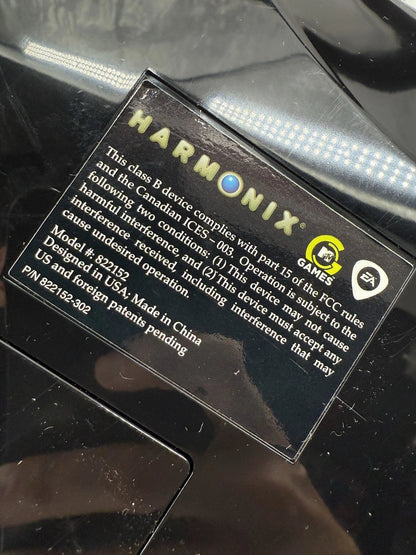 HARMONIX®
This class B device complies with part 15 of the FCC rules
and the Canadian ICES – 003. Operation is subject to the
following two conditions: (1) This device may not cause
harmful interference, and (2) This device must accept any
interference received, including interference that may
cause undesired operation.
Model #: 822152
Designed in USA, Made in China
US and foreign patents pending
P/N 822152-302
G
MTV
GAMES
EA